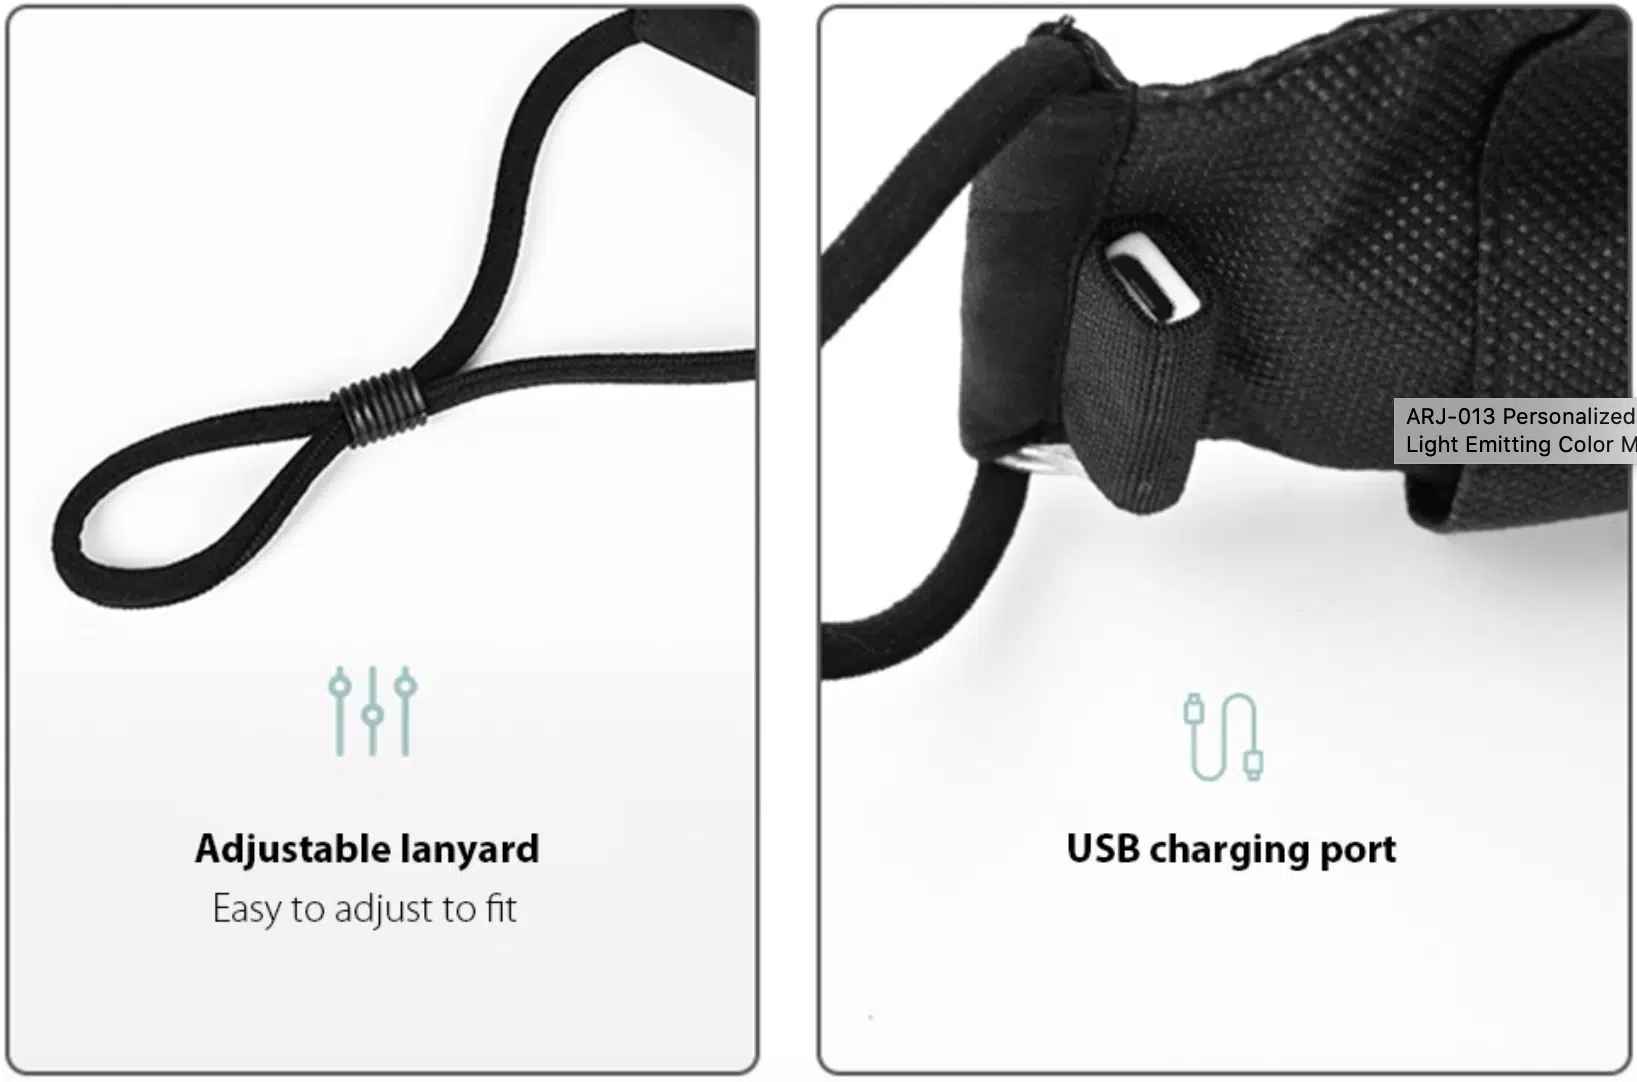 Adjustable lanyard
Easy to adjust to fit
ARJ-013 Personalized
Light Emitting Color M
USB charging port